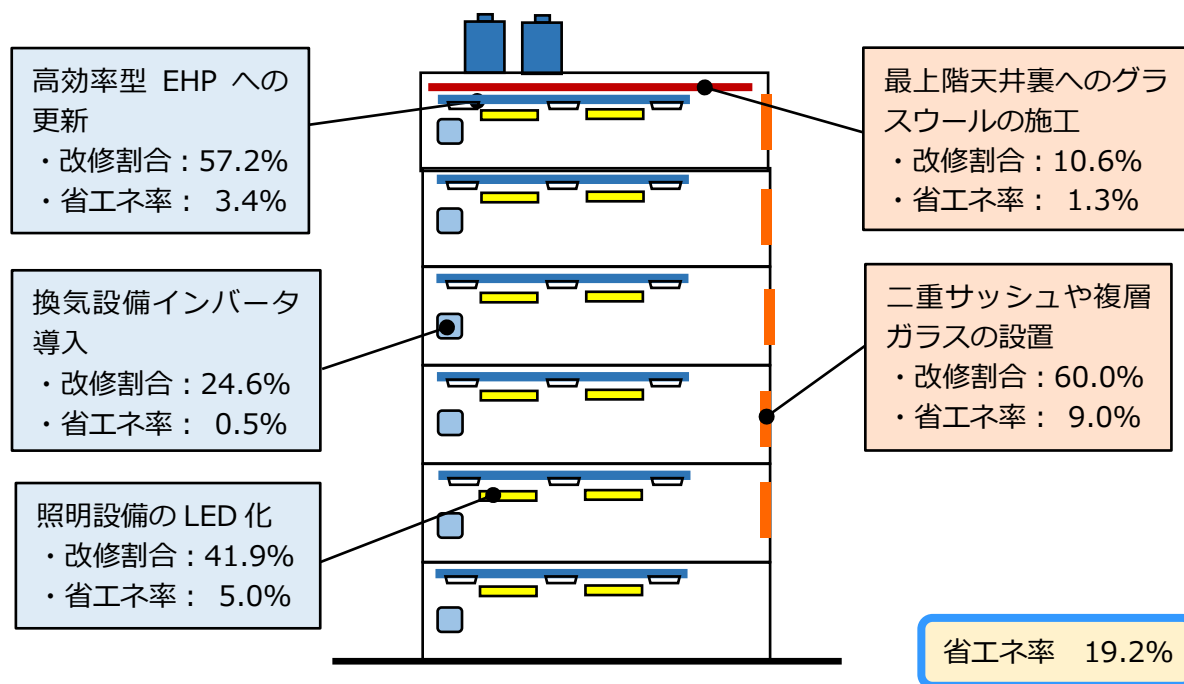 高効率型 EHP への
更新
・改修割合：57.2%
・省エネ率： 3.4%
換気設備インバータ
導入
・改修割合：24.6%
・省エネ率： 0.5%
照明設備の LED 化
・改修割合：41.9%
・省エネ率： 5.0%
最上階天井裏へのグラ
スウールの施工
・改修割合：10.6%
・省エネ率： 1.3%
二重サッシュや複層
ガラスの設置
・改修割合：60.0%
・省エネ率： 9.0%
省エネ率　19.2%